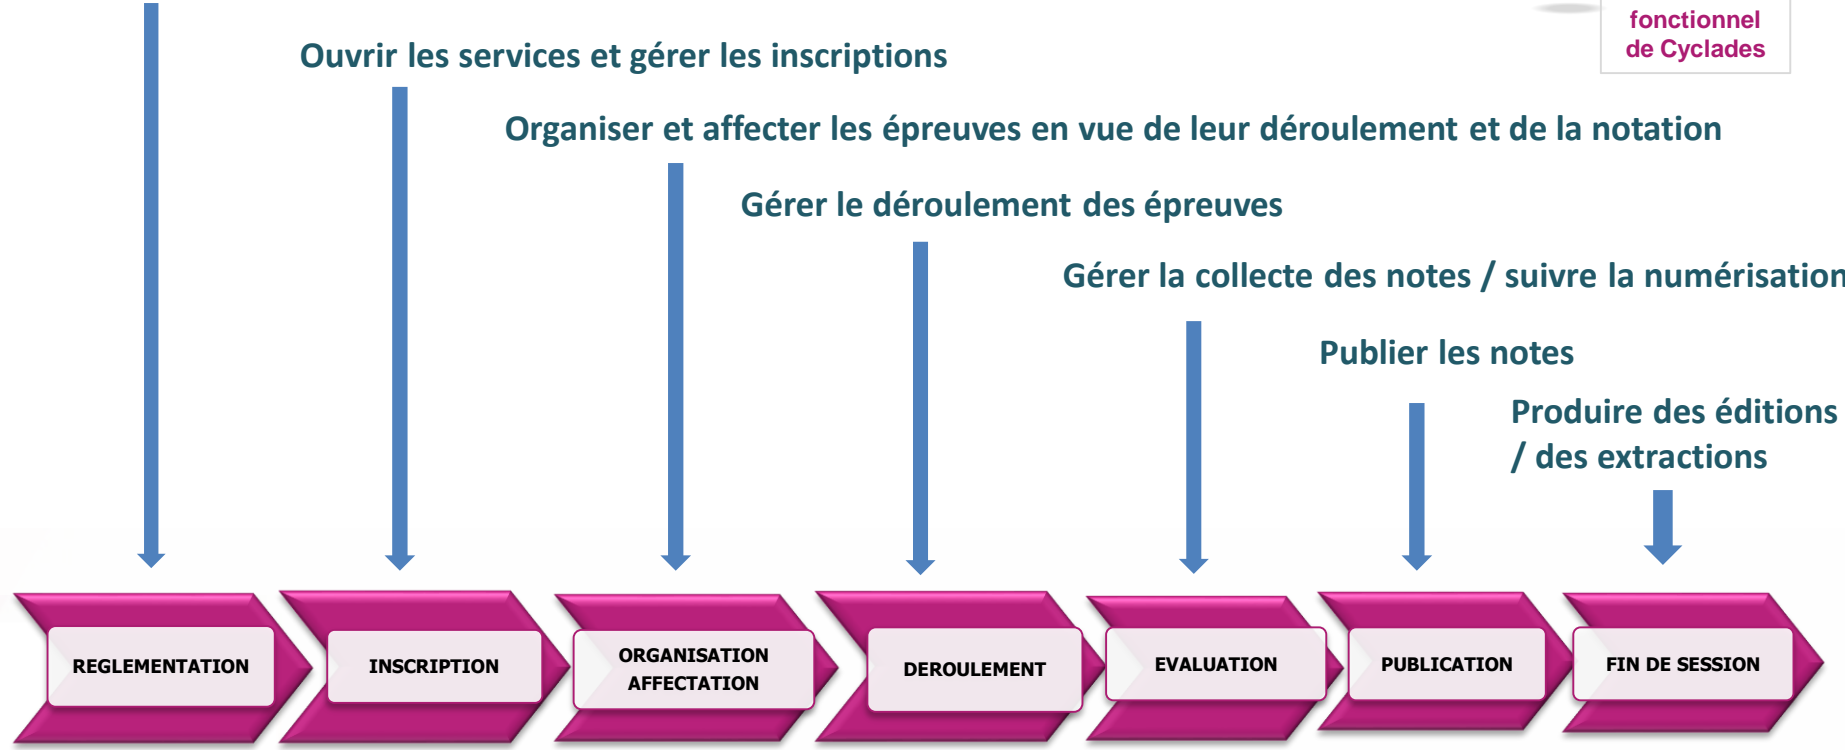 fonctionnel
de Cyclades
Ouvrir les services et gérer les inscriptions
Organiser et affecter les épreuves en vue de leur déroulement et de la notation
Gérer le déroulement des épreuves
Gérer la collecte des notes / suivre la numérisation
Publier les notes
Produire des éditions
/ des extractions
REGLEMENTATION
INSCRIPTION
ORGANISATION
AFFECTATION
DEROULEMENT
EVALUATION
PUBLICATION
FIN DE SESSION